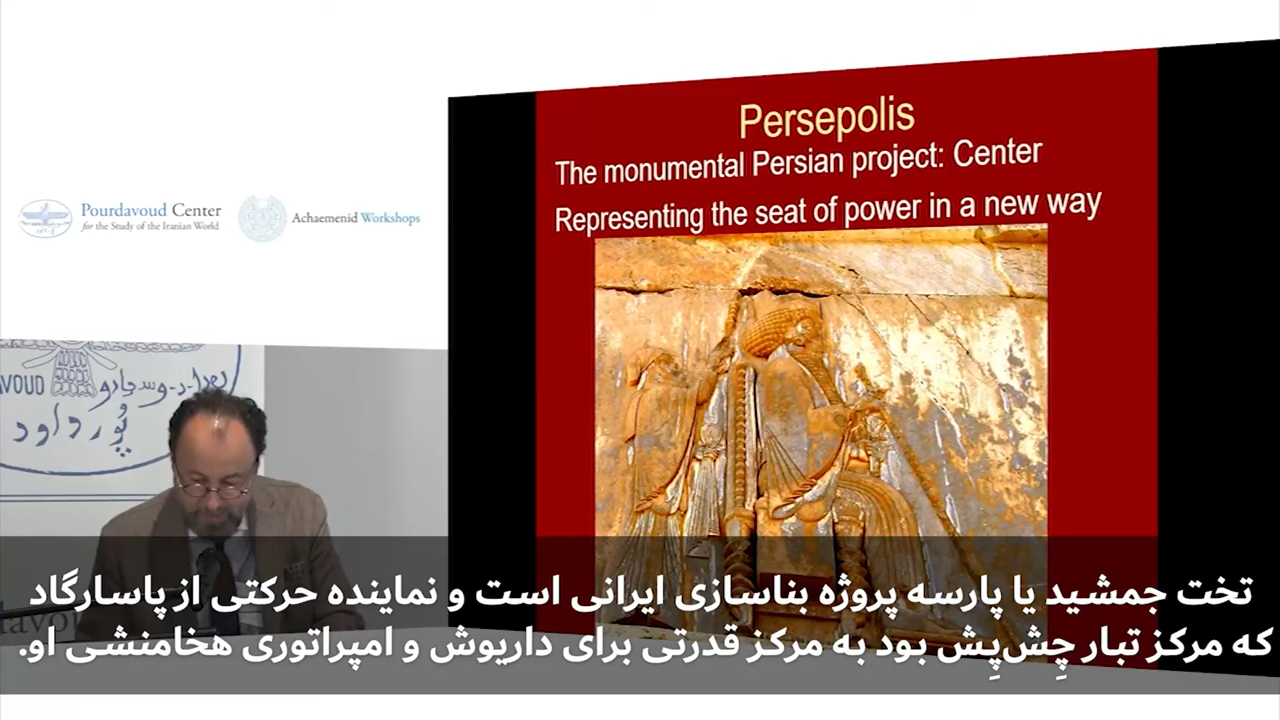 Persepolis
The monumental Persian project: Center
Representing the seat of power in a new way
Pourdavoud Center
for the Study of the Iranian World
Achaemenid Workshops
پور داود
تخت جمشید یا پارسه پروژه بناسازی ایرانی است و نماینده حرکتی از پاسارگاد
که مرکز تبار چِش‌پِش بود به مرکز قدرتی برای داریوش و امپراتوری هخامنشی او.